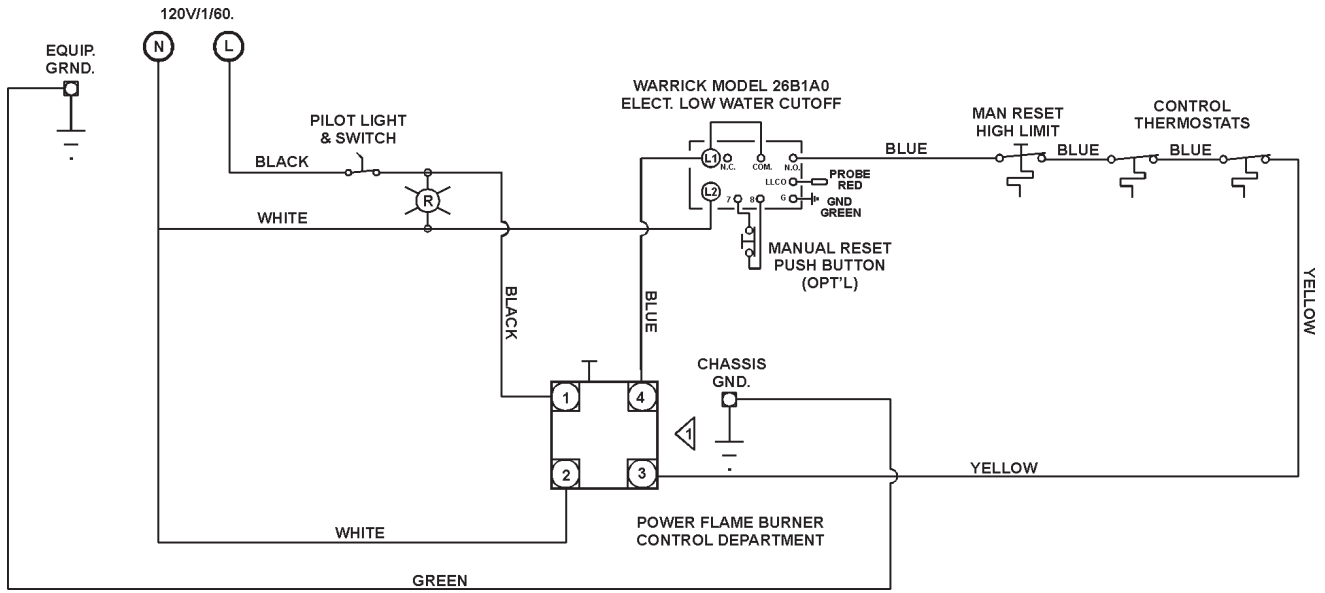 120V/1/60.
N
L
EQUIP.
GRND.
WARRICK MODEL 26B1A0
ELECT. LOW WATER CUTOFF
PILOT LIGHT
& SWITCH
MAN RESET
HIGH LIMIT
CONTROL
THERMOSTATS
BLACK
L1
N.C.
COM.
N.O.
BLUE
BLUE
BLUE
LLCO
PROBE
RED
R
L2
7
8
G
GND
GREEN
WHITE
MANUAL RESET
PUSH BUTTON
(OPT'L)
BLACK
BLUE
YELLOW
CHASSIS
GND.
1
4
1
2
3
YELLOW
POWER FLAME BURNER
CONTROL DEPARTMENT
WHITE
GREEN